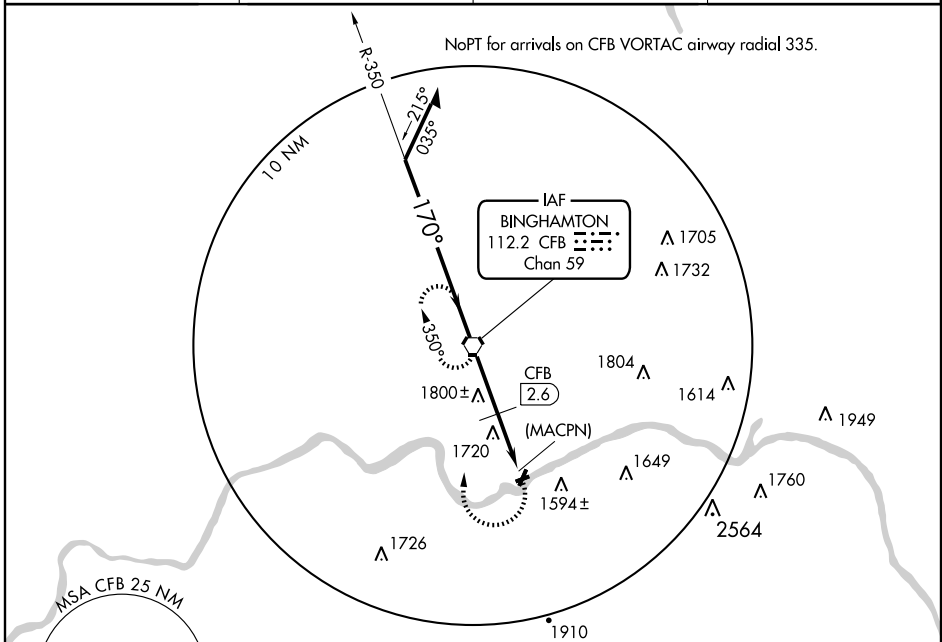 NoPT for arrivals on CFB VORTAC airway radial 335.
R-350
215°
035°
10 NM
170°
IAF
BINGHAMTON
112.2 CFB
Chan 59
1705
1732
350°
1804
CFB
2.6
1800±
1614
1949
(MACPN)
1720
1649
1594±
1760
2564
1726
MSA CFB 25 NM
1910